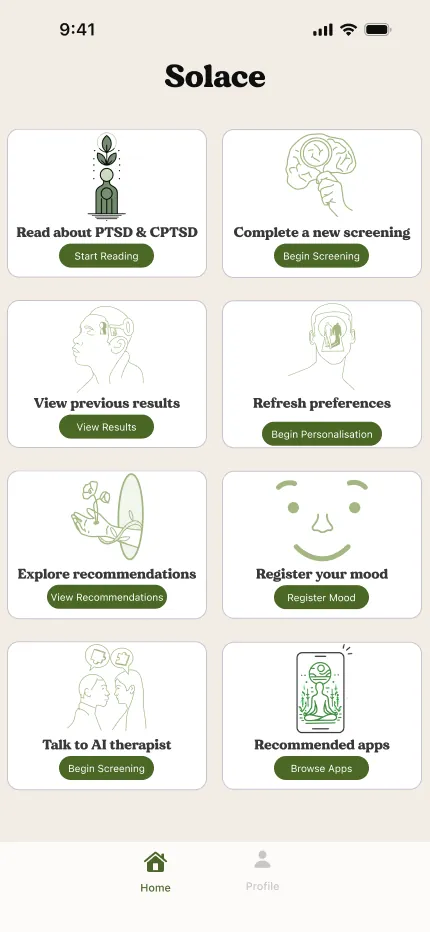 9:41
Solace
Read about PTSD & CPTSD
Start Reading
Complete a new screening
Begin Screening
View previous results
View Results
Refresh preferences
Begin Personalisation
Explore recommendations
View Recommendations
Register your mood
Register Mood
Talk to AI therapist
Begin Screening
Recommended apps
Browse Apps
Home
Profile